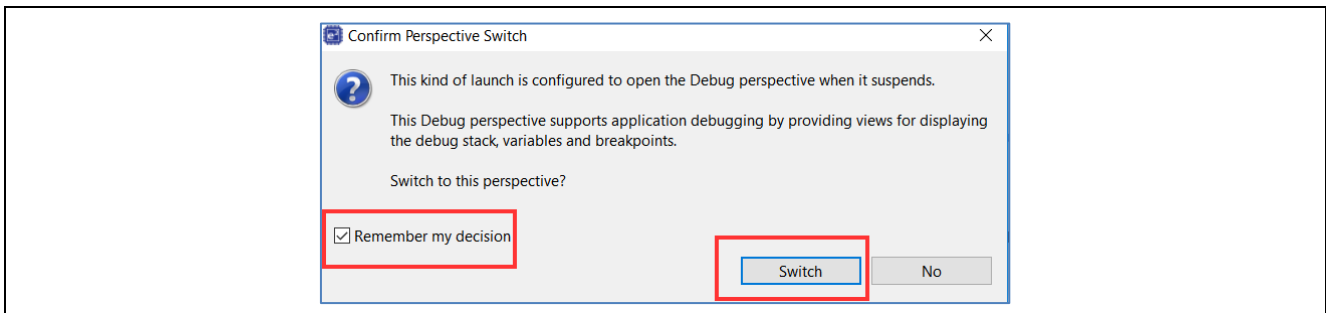 Confirm Perspective Switch
This kind of launch is configured to open the Debug perspective when it suspends.
This Debug perspective supports application debugging by providing views for displaying
the debug stack, variables and breakpoints.
Switch to this perspective?
Remember my decision
Switch No